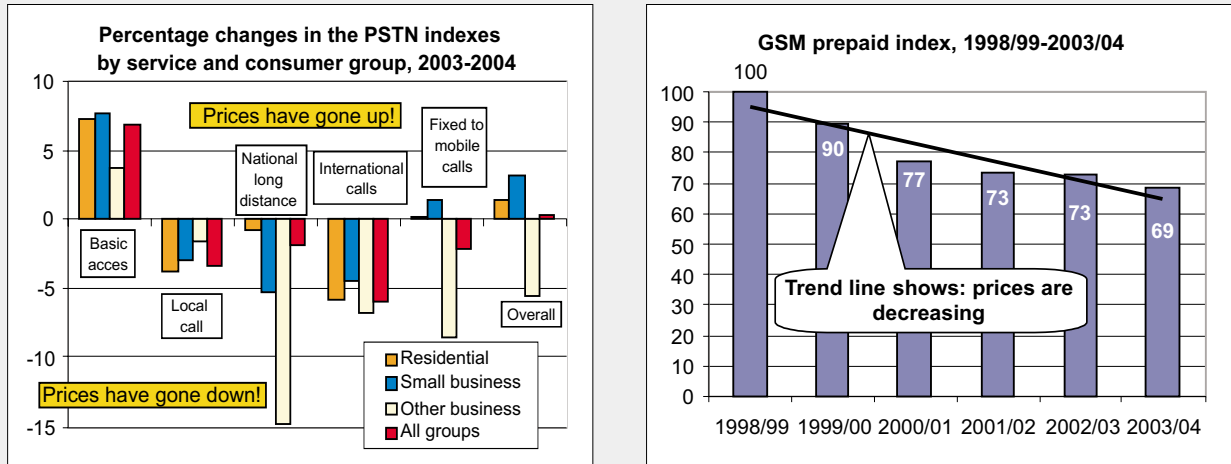 Percentage changes in the PSTN indexes
by service and consumer group, 2003-2004
10
5
0
-5
-10
-15
Prices have gone up!
Basic
acces
Local
call
National
long
distance
International
calls
Fixed to
mobile
calls
Overall
Prices have gone down!
Residential
Small business
Other business
All groups
GSM prepaid index, 1998/99-2003/04
100
100
90
80
70
60
50
40
30
20
10
0
90
77
73
73
69
Trend line shows: prices are
decreasing
1998/99 1999/00 2000/01 2001/02 2002/03 2003/04